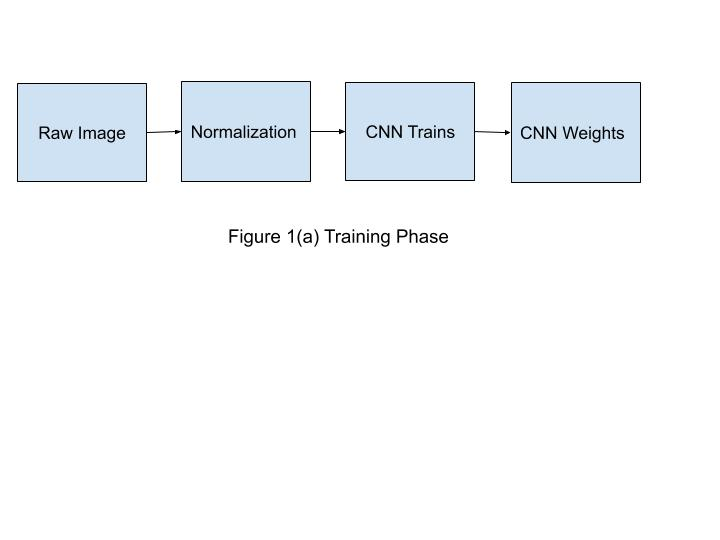 Raw Image
Normalization
CNN Trains
CNN Weights
Figure 1(a) Training Phase